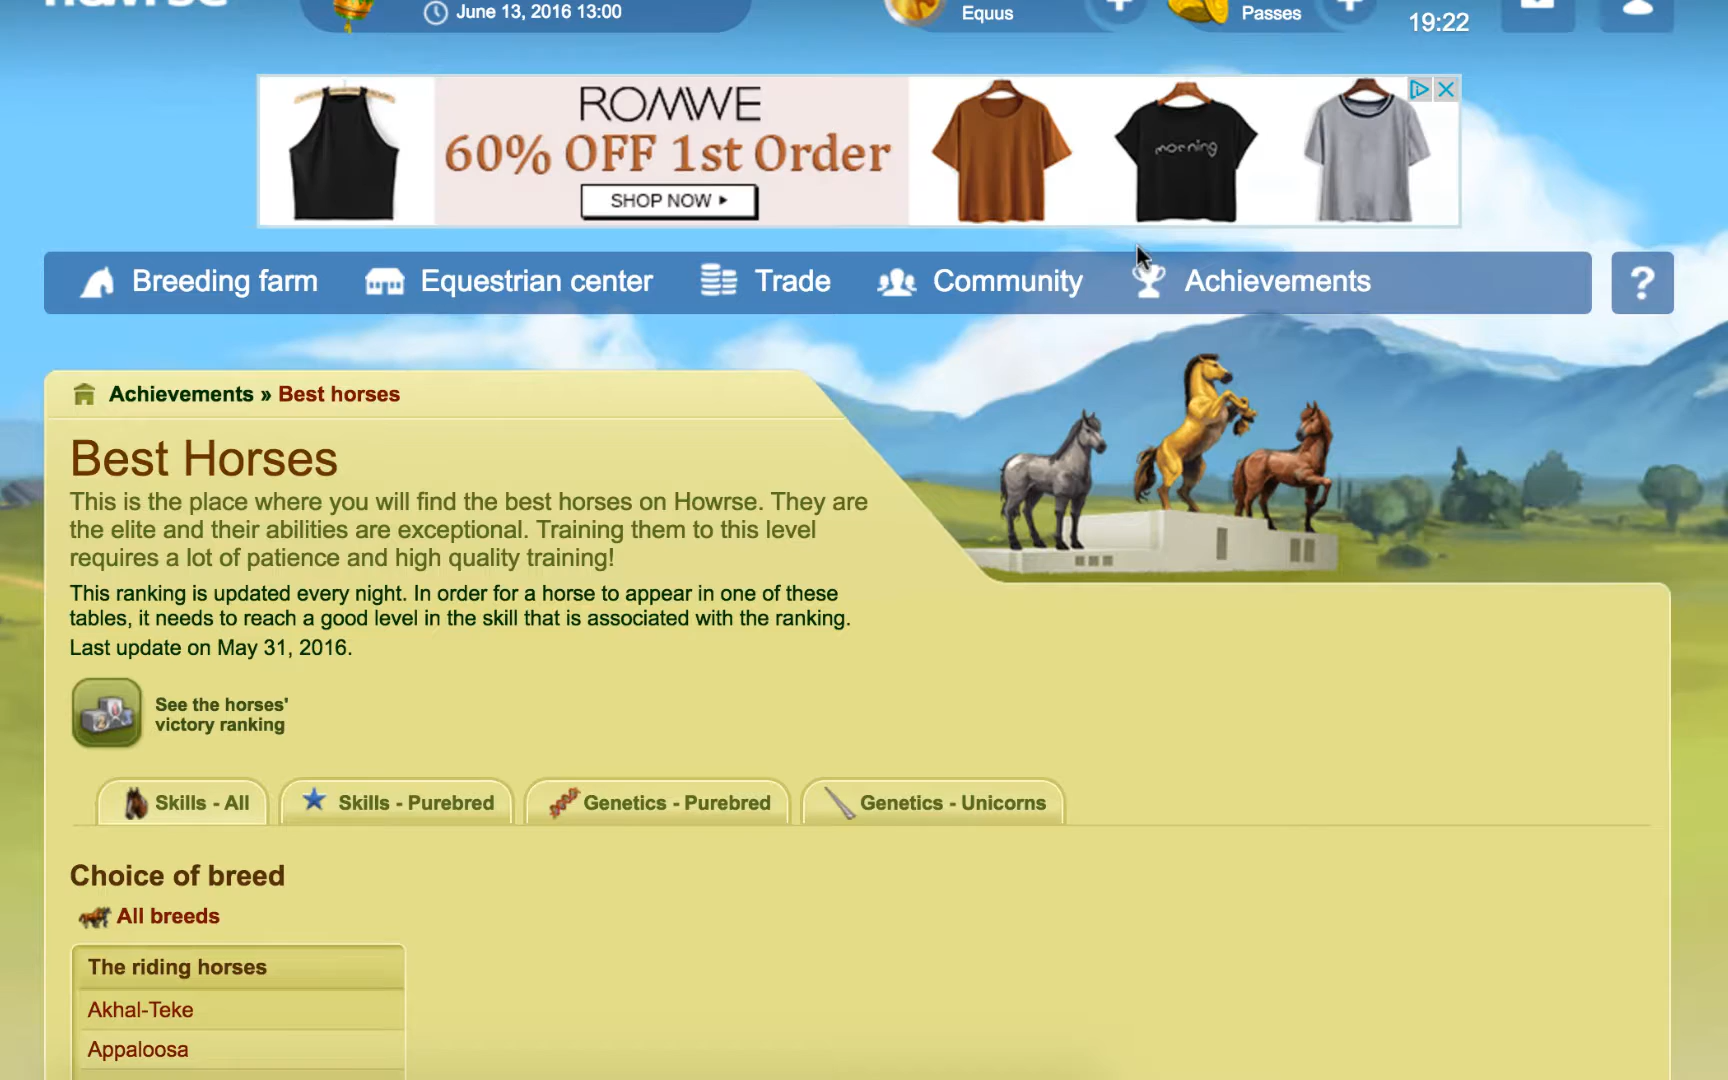 June 13, 2016 13:00
Equus
Passes
19:22
ROMWE
60% OFF 1st Order
SHOP NOW
morning
Breeding farm
Equestrian center
Trade
Community
Achievements
?
Achievements » Best horses
Best Horses
This is the place where you will find the best horses on Howrse. They are
the elite and their abilities are exceptional. Training them to this level
requires a lot of patience and high quality training!
This ranking is updated every night. In order for a horse to appear in one of these
tables, it needs to reach a good level in the skill that is associated with the ranking.
Last update on May 31, 2016.
See the horses'
victory ranking
Skills - All
Skills - Purebred
Genetics - Purebred
Genetics - Unicorns
Choice of breed
All breeds
The riding horses
Akhal-Teke
Appaloosa